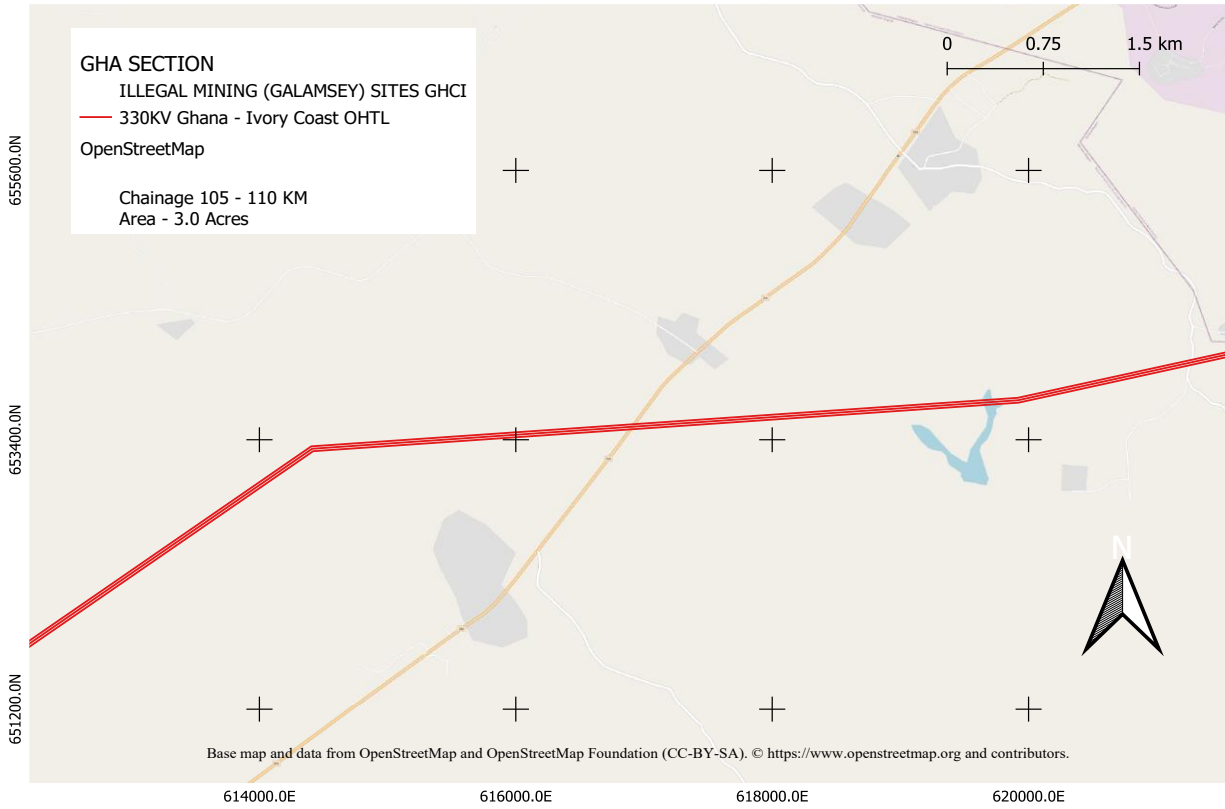 GHA SECTION
ILLEGAL MINING (GALAMSEY) SITES GHCI
330KV Ghana - Ivory Coast OHTL
OpenStreetMap
Chainage 105 - 110 KM
Area - 3.0 Acres
0 0.75 1.5 km
655600.0N
653400.0N
651200.0N
N
Base map and data from OpenStreetMap and OpenStreetMap Foundation (CC-BY-SA). © https://www.openstreetmap.org and contributors.
614000.0E 616000.0E 618000.0E 620000.0E